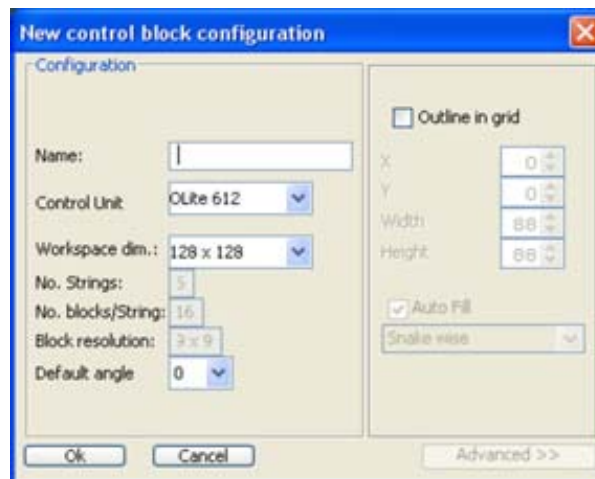 New control block configuration
Configuration
Name:
Control Unit OLite 612
Workspace dim.: 128 x 128
No. Strings: 5
No. blocks/String: 16
Block resolution: 9 x 9
Default angle 0
Outline in grid
X 0
Y 0
Width 88
Height 88
Auto Fill
Snake wise
Ok Cancel Advanced >>